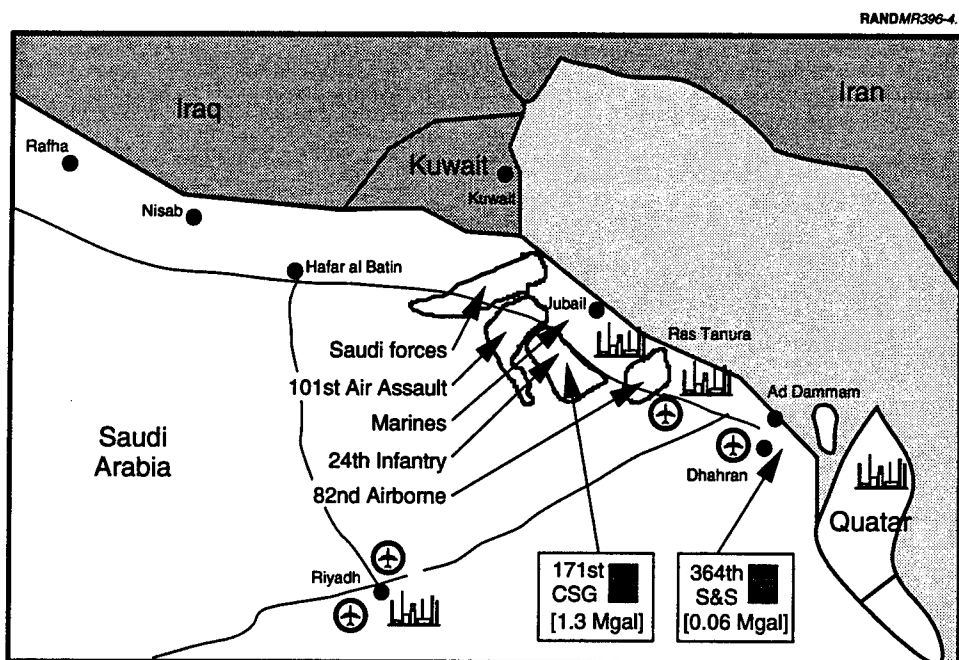 RANDMR396-4.
Iraq
Iran
Rafha
Kuwait
Kuwait
Nisab
Hafar al Batin
Jubail
Saudi forces
Ras Tanura
101st Air Assault
Marines
Ad Dammam
Saudi
Arabia
24th Infantry
Dhahran
82nd Airborne
Quatar
Riyadh
171st
CSG
[1.3 Mgal]
364th
S&S
[0.06 Mgal]